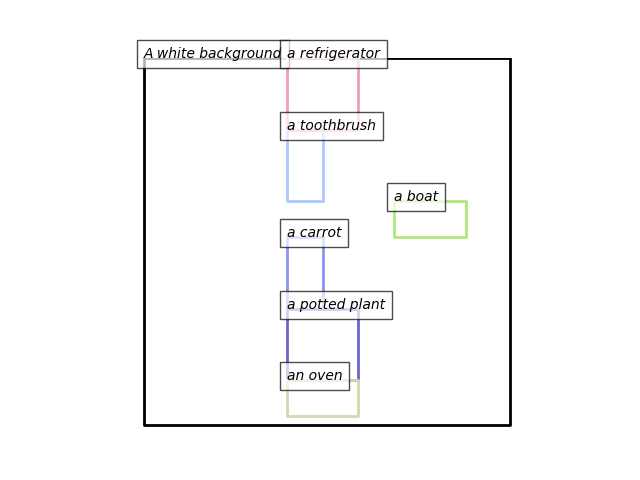 A white background
a refrigerator
a toothbrush
a boat
a carrot
a potted plant
an oven